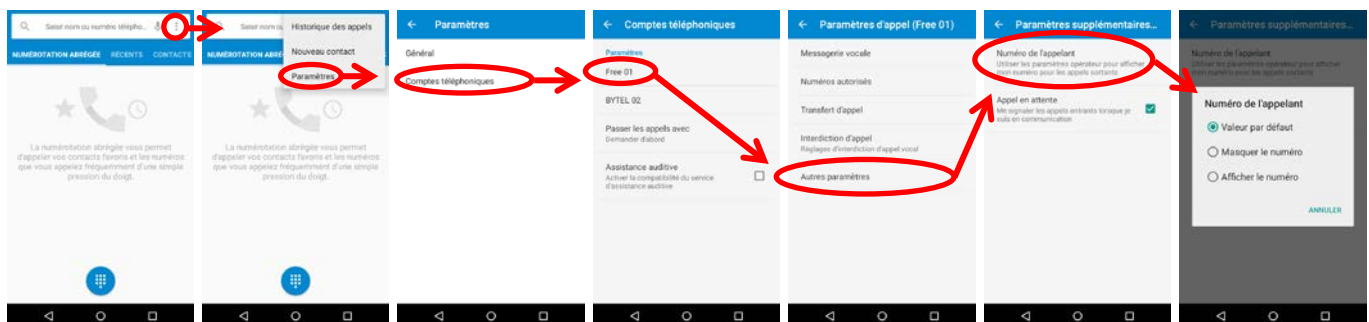 Saisir nom ou numéro télépho...
NUMÉROTATION ABRÉGÉE RÉCENTS CONTACTS
La numérotation abrégée vous permet
d'appeler vos contacts favoris et les numéros
que vous appelez fréquemment d'une simple
pression du doigt.
Saisir nom ou
NUMÉROTATION ABRÉ
Historique des appels
Nouveau contact
Paramètres
La numérotation abrégée vous permet
d'appeler vos contacts favoris et les numéros
que vous appelez fréquemment d'une simple
pression du doigt.
Paramètres
Général
Comptes téléphoniques
Comptes téléphoniques
Paramètres
Free 01
BYTEL 02
Passer les appels avec
Demander d'abord
Assistance auditive
Activer la compatibilité du service
d'assistance auditive
Paramètres d'appel (Free 01)
Messagerie vocale
Numéros autorisés
Transfert d'appel
Interdiction d'appel
Réglages d'interdiction d'appel vocal
Autres paramètres
Paramètres supplémentaires...
Numéro de l'appelant
Utiliser les paramètres opérateur pour afficher
mon numéro pour les appels sortants
Appel en attente
Me signaler les appels entrants lorsque je
suis en communication
Paramètres supplémentaires...
Numéro de l'appelant
Utiliser les paramètres opérateur pour afficher
mon numéro pour les appels sortants
Numéro de l'appelant
Valeur par défaut
Masquer le numéro
Afficher le numéro
ANNULER